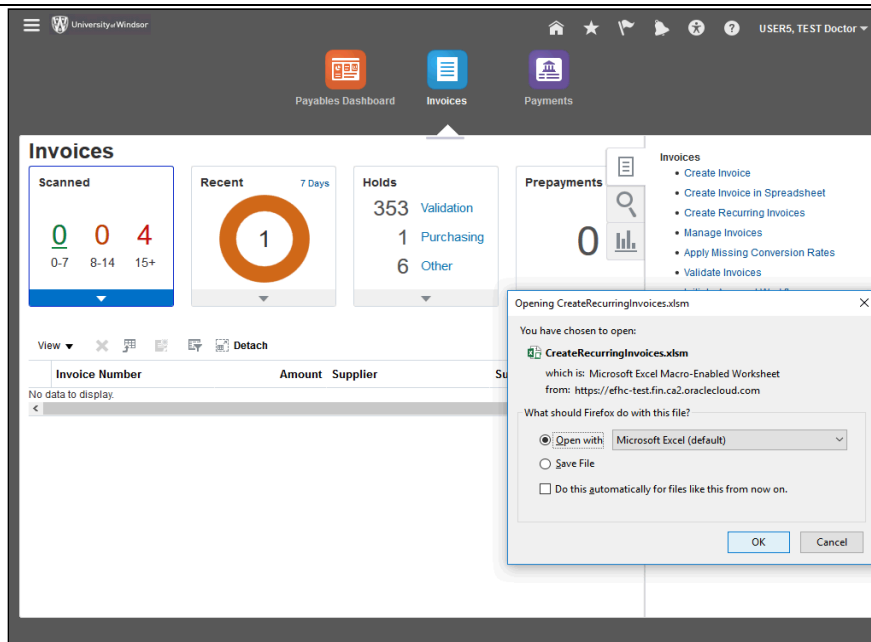 University of Windsor
USER5, TEST Doctor
Payables Dashboard
Invoices
Payments
Invoices
Scanned
0 0 4
0-7 8-14 15+
Recent 7 Days
1
Holds
353 Validation
1 Purchasing
6 Other
Prepayments
0
Invoices
Create Invoice
Create Invoice in Spreadsheet
Create Recurring Invoices
Manage Invoices
Apply Missing Conversion Rates
Validate Invoices
View
Detach
Invoice Number Amount Supplier Su
No data to display.
Opening CreateRecurringInvoices.xlsm
You have chosen to open:
CreateRecurringInvoices.xlsm
which is: Microsoft Excel Macro-Enabled Worksheet
from: https://efhc-test.fin.ca2.oraclecloud.com
What should Firefox do with this file?
Open with Microsoft Excel (default)
Save File
Do this automatically for files like this from now on.
OK Cancel